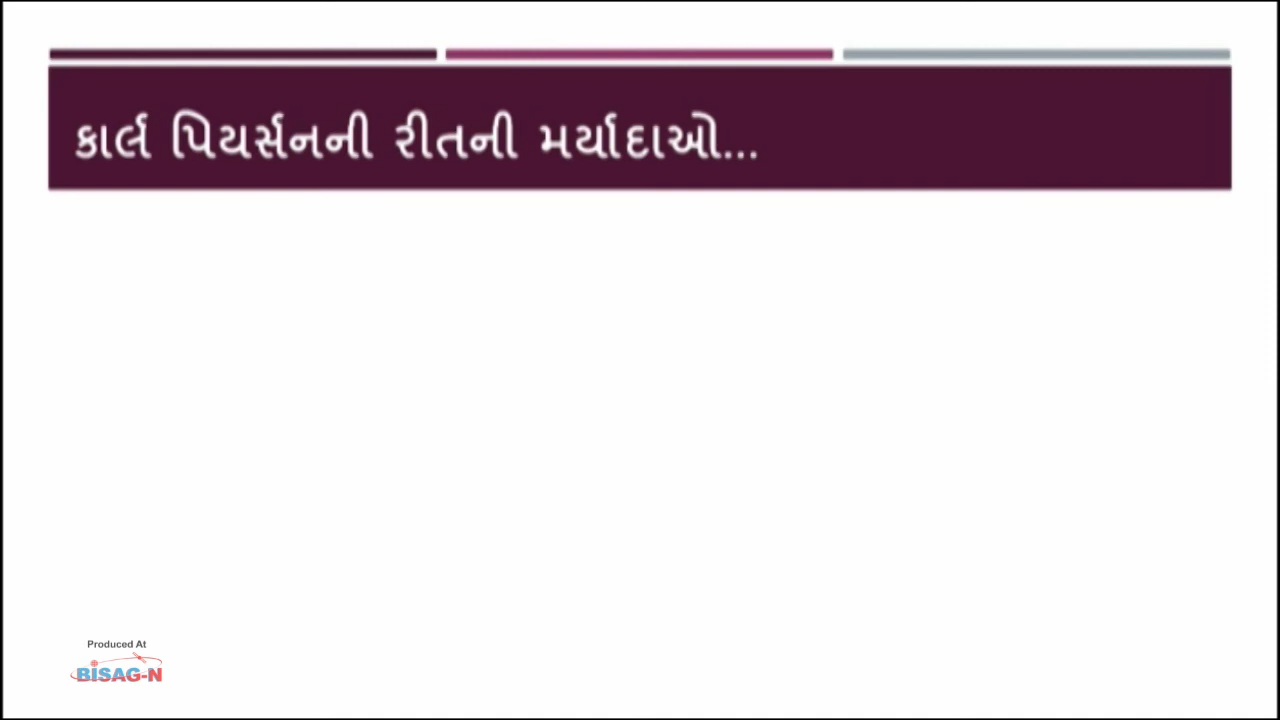 કાર્લ પિયર્સનની રીતની મર્યાદાઓ...
Produced At
BISAG-N